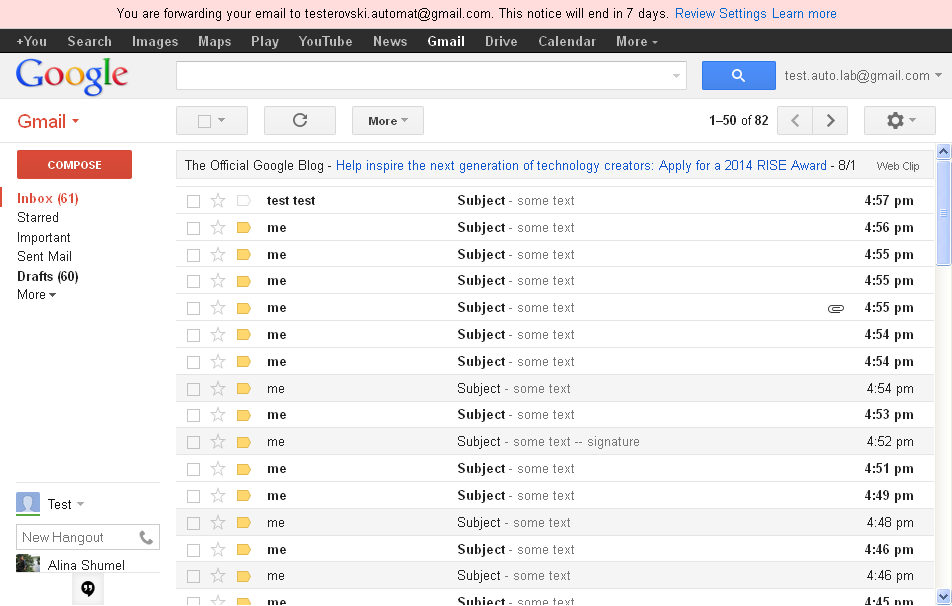 You are forwarding your email to testerovski.automat@gmail.com. This notice will end in 7 days. Review Settings Learn more
+You Search Images Maps Play YouTube News Gmail Drive Calendar More
Google test.auto.lab@gmail.com
Gmail More 1–50 of 82
COMPOSE
The Official Google Blog - Help inspire the next generation of technology creators: Apply for a 2014 RISE Award - 8/1 Web Clip
Inbox (61)
Starred
Important
Sent Mail
Drafts (60)
More
test test Subject - some text 4:57 pm
me Subject - some text 4:56 pm
me Subject - some text 4:55 pm
me Subject - some text 4:55 pm
me Subject - some text 4:55 pm
me Subject - some text 4:54 pm
me Subject - some text 4:54 pm
me Subject - some text 4:54 pm
me Subject - some text 4:53 pm
me Subject - some text -- signature 4:52 pm
me Subject - some text 4:51 pm
me Subject - some text 4:49 pm
me Subject - some text 4:48 pm
me Subject - some text 4:46 pm
me Subject - some text 4:46 pm
me Subject - some text 4:45 pm
Test
New Hangout
Alina Shumel